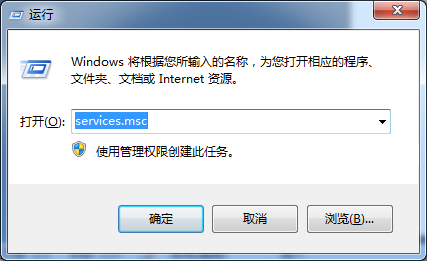 运行
Windows 将根据您所输入的名称，为您打开相应的程序、
文件夹、文档或 Internet 资源。
打开(O): services.msc
使用管理权限创建此任务。
确定 取消 浏览(B)...